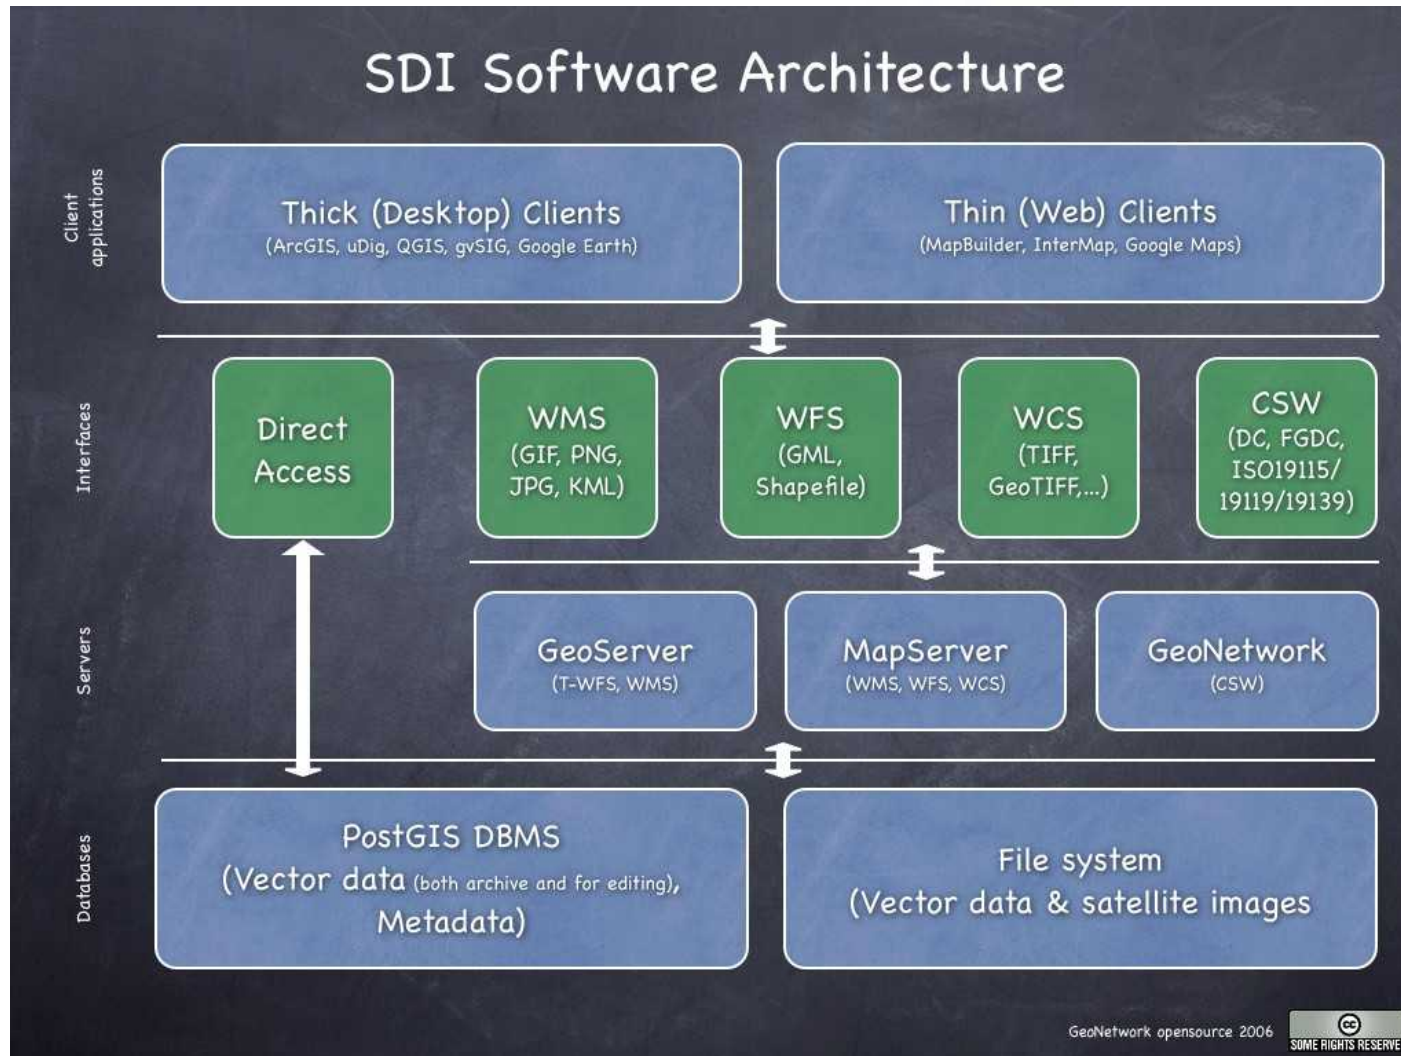 SDI Software Architecture
Client
applications
Thick (Desktop) Clients
(ArcGIS, uDig, QGIS, gvSIG, Google Earth)
Thin (Web) Clients
(MapBuilder, InterMap, Google Maps)
Interfaces
Direct
Access
WMS
(GIF, PNG,
JPG, KML)
WFS
(GML,
Shapefile)
WCS
(TIFF,
GeoTIFF,...)
CSW
(DC, FGDC,
ISO19115/
19119/19139)
Servers
GeoServer
(T-WFS, WMS)
MapServer
(WMS, WFS, WCS)
GeoNetwork
(CSW)
Databases
PostGIS DBMS
(Vector data (both archive and for editing),
Metadata)
File system
(Vector data & satellite images
GeoNetwork opensource 2006
cc
SOME RIGHTS RESERVE